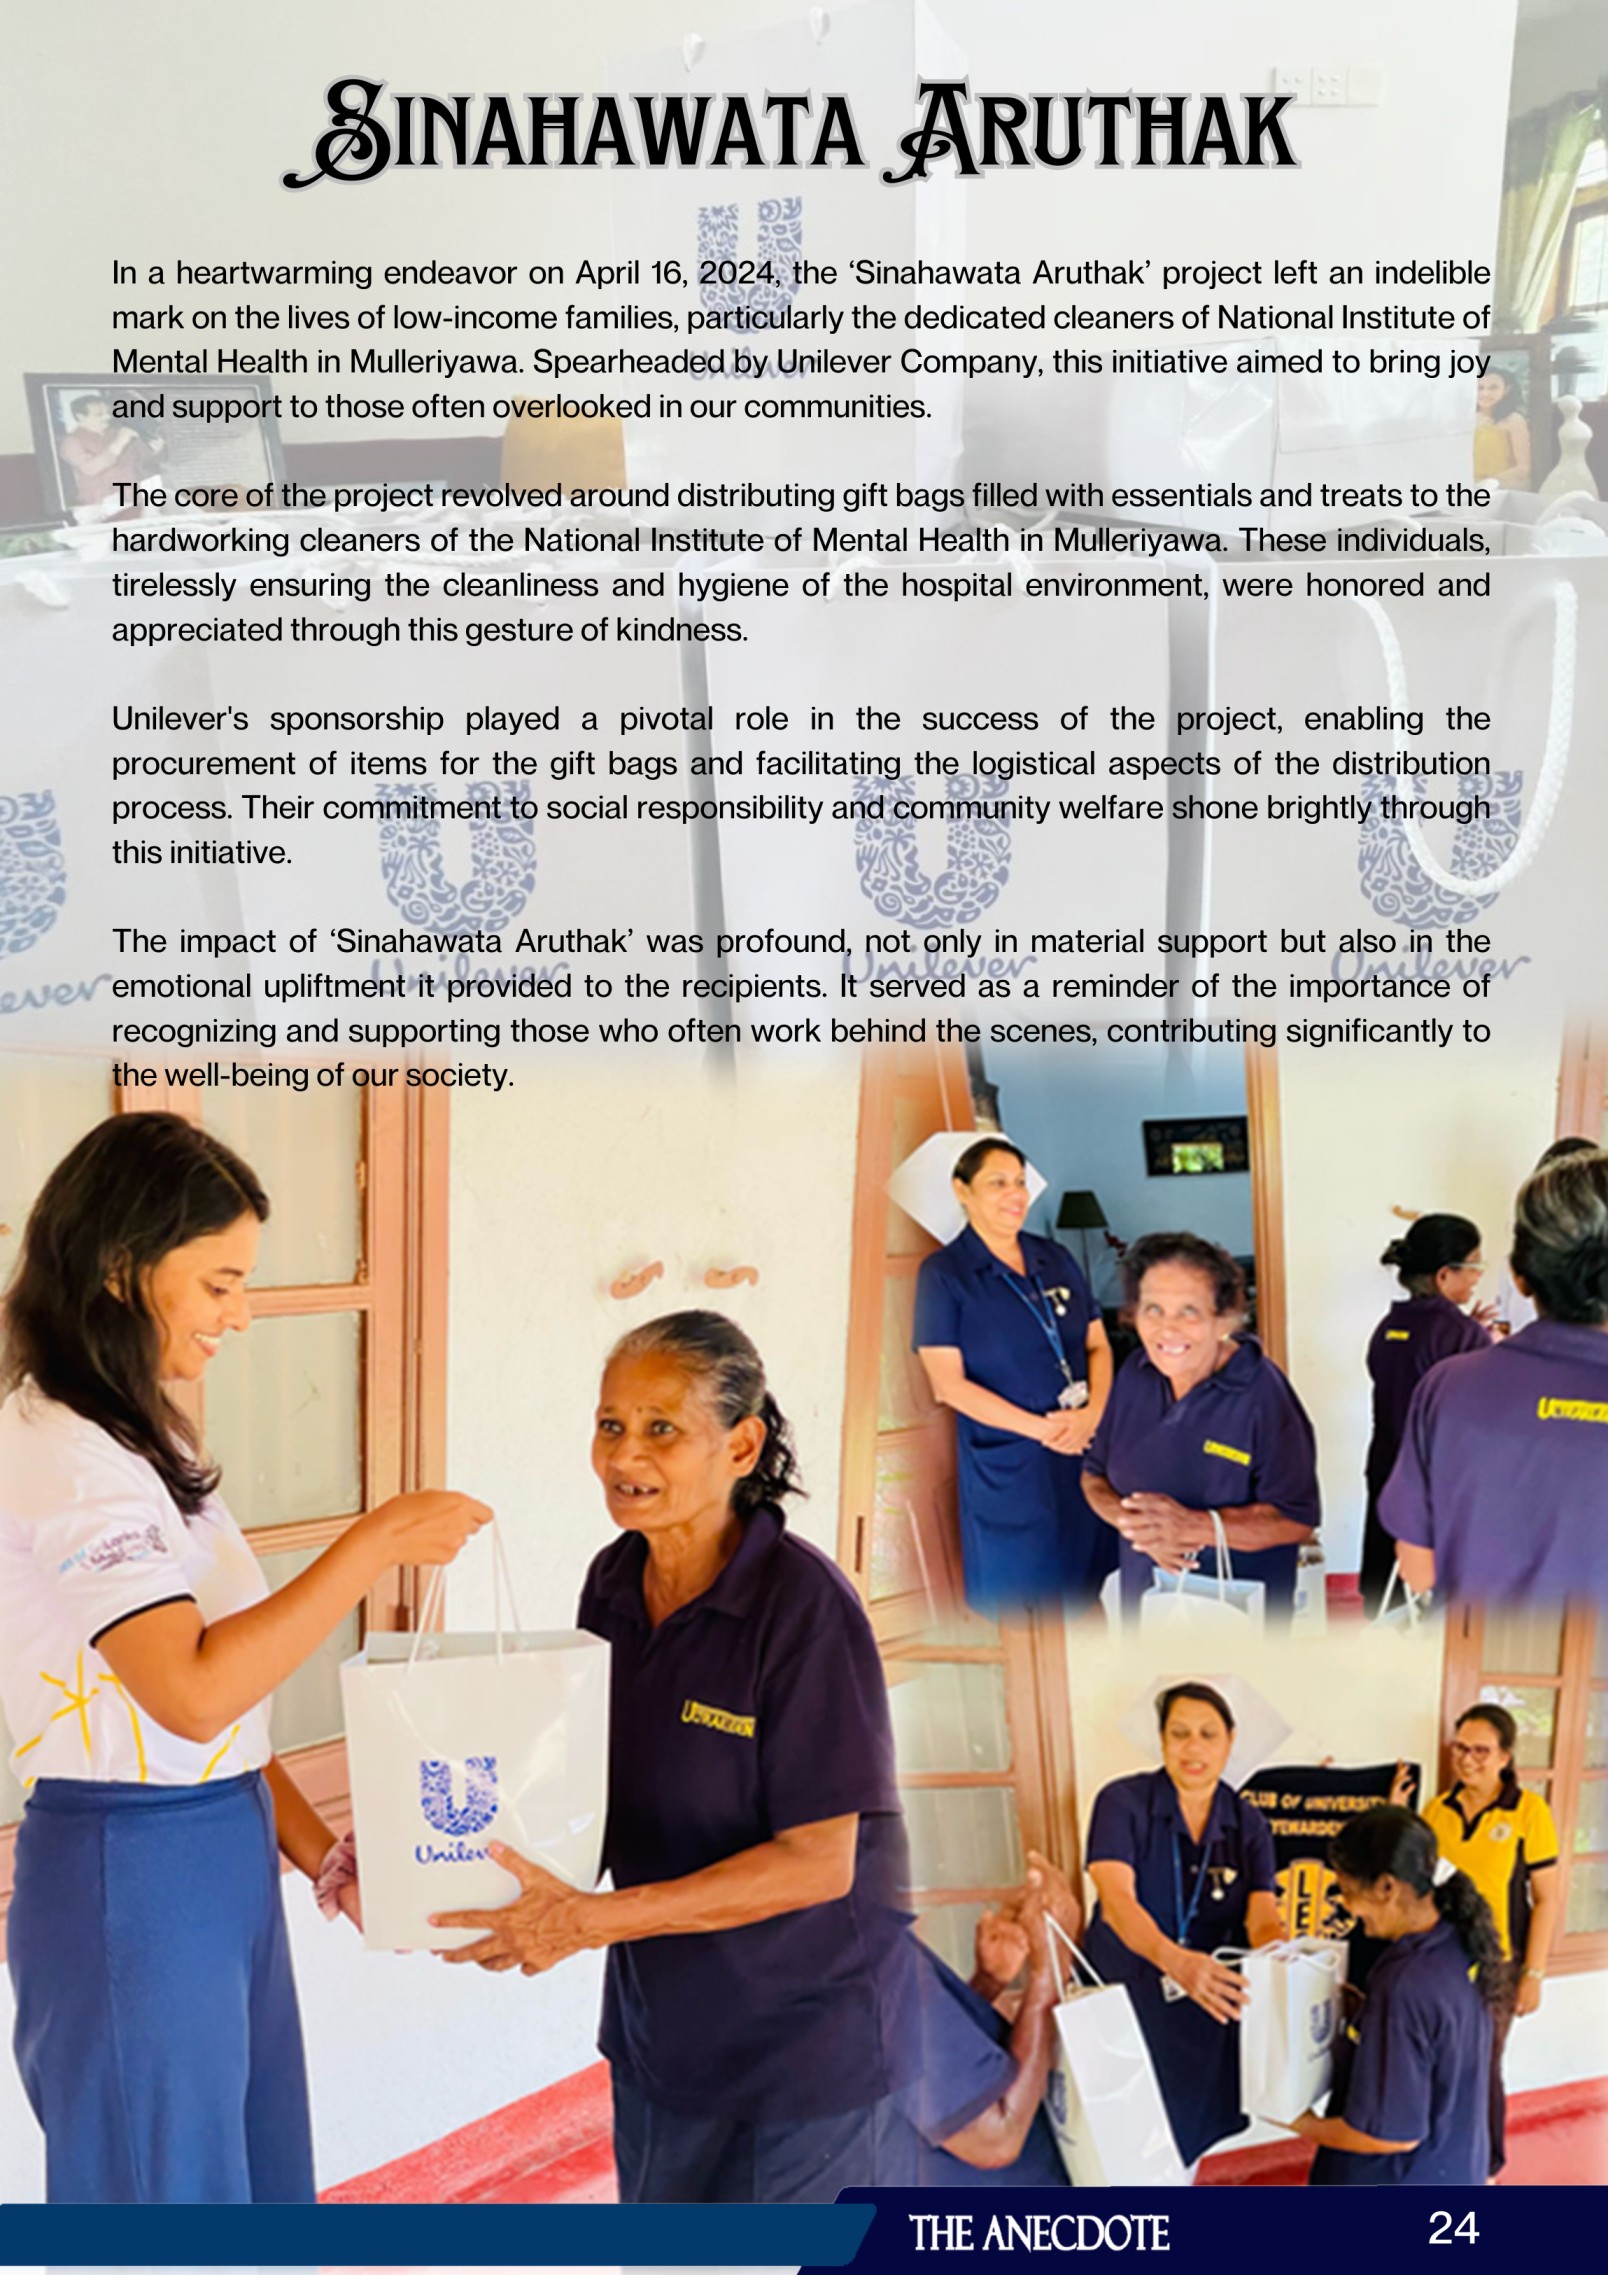 SINAHAWATA ARUTHAK
In a heartwarming endeavor on April 16, 2024, the ‘Sinahawata Aruthak’ project left an indelible
mark on the lives of low-income families, particularly the dedicated cleaners of National Institute of
Mental Health in Mulleriyawa. Spearheaded by Unilever Company, this initiative aimed to bring joy
and support to those often overlooked in our communities.
The core of the project revolved around distributing gift bags filled with essentials and treats to the
hardworking cleaners of the National Institute of Mental Health in Mulleriyawa. These individuals,
tirelessly ensuring the cleanliness and hygiene of the hospital environment, were honored and
appreciated through this gesture of kindness.
Unilever's sponsorship played a pivotal role in the success of the project, enabling the
procurement of items for the gift bags and facilitating the logistical aspects of the distribution
process. Their commitment to social responsibility and community welfare shone brightly through
this initiative.
The impact of ‘Sinahawata Aruthak’ was profound, not only in material support but also in the
emotional upliftment it provided to the recipients. It served as a reminder of the importance of
recognizing and supporting those who often work behind the scenes, contributing significantly to
the well-being of our society.
Unilever
ever
Unilever
Unilever
Unilever
Unilever
CLUB OF UNIVERSITY
LE
THE ANECDOTE
24